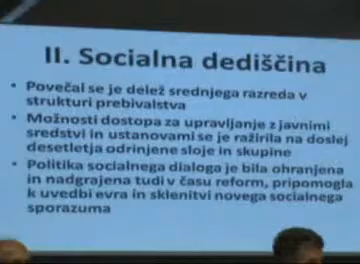 II. Socialna dediščina
• Povečal se je delež srednjega razreda v
strukturi prebivalstva
• Možnosti dostopa za upravljanje z javnimi
sredstvi in ustanovami se je razširila na doslej
desetletja odrinjene sloje in skupine
• Politika socialnega dialoga je bila ohranjena
in nadgrajena tudi v času reform, pripomogla
k uvedbi evra in sklenitvi novega socialnega
sporazuma